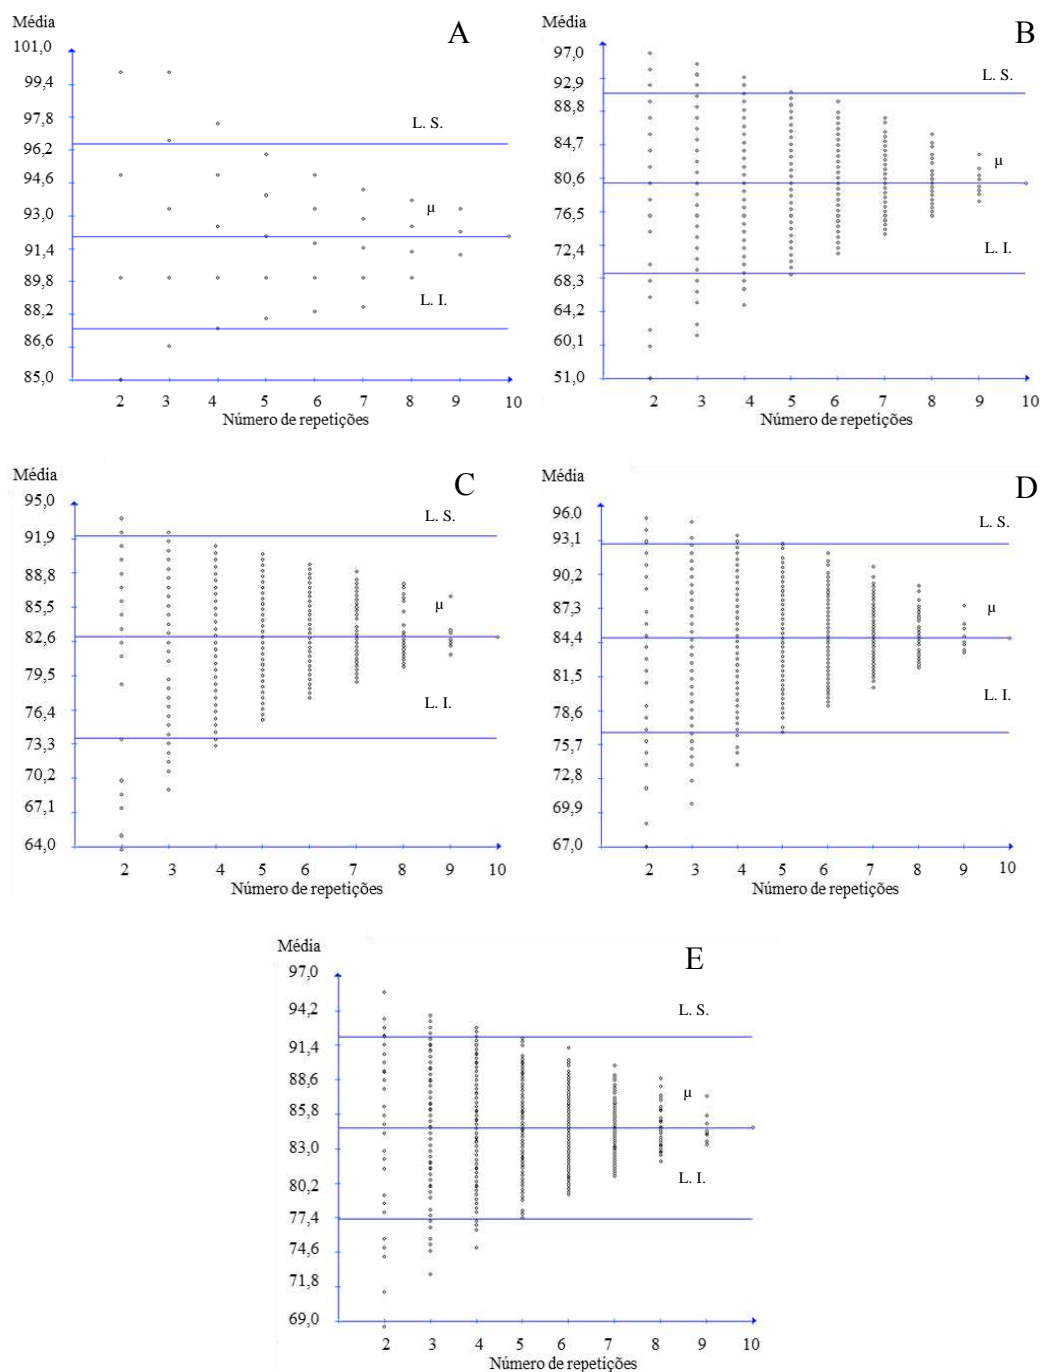 Média
A
101,0
99,4
97,8
L. S.
96,2
94,6
93,0
μ
91,4
89,8
88,2
L. I.
86,6
85,0
2 3 4 5 6 7 8 9 10
Número de repetições
Média
B
97,0
L. S.
92,9
88,8
84,7
μ
80,6
76,5
72,4
L. I.
68,3
64,2
60,1
51,0
2 3 4 5 6 7 8 9 10
Número de repetições
Média
C
95,0
L. S.
91,9
88,8
85,5
μ
82,6
79,5
76,4
L. I.
73,3
70,2
67,1
64,0
2 3 4 5 6 7 8 9 10
Número de repetições
Média
D
96.0
L. S.
93,1
90,2
87,3
μ
84,4
81,5
78,6
L. I.
75,7
72,8
69,9
67,0
2 3 4 5 6 7 8 9 10
Número de repetições
Média
E
97,0
94,2
L. S.
91,4
88,6
μ
85,8
83,0
80,2
L. I.
77,4
74,6
71,8
69,0
2 3 4 5 6 7 8 9 10
Número de repetições